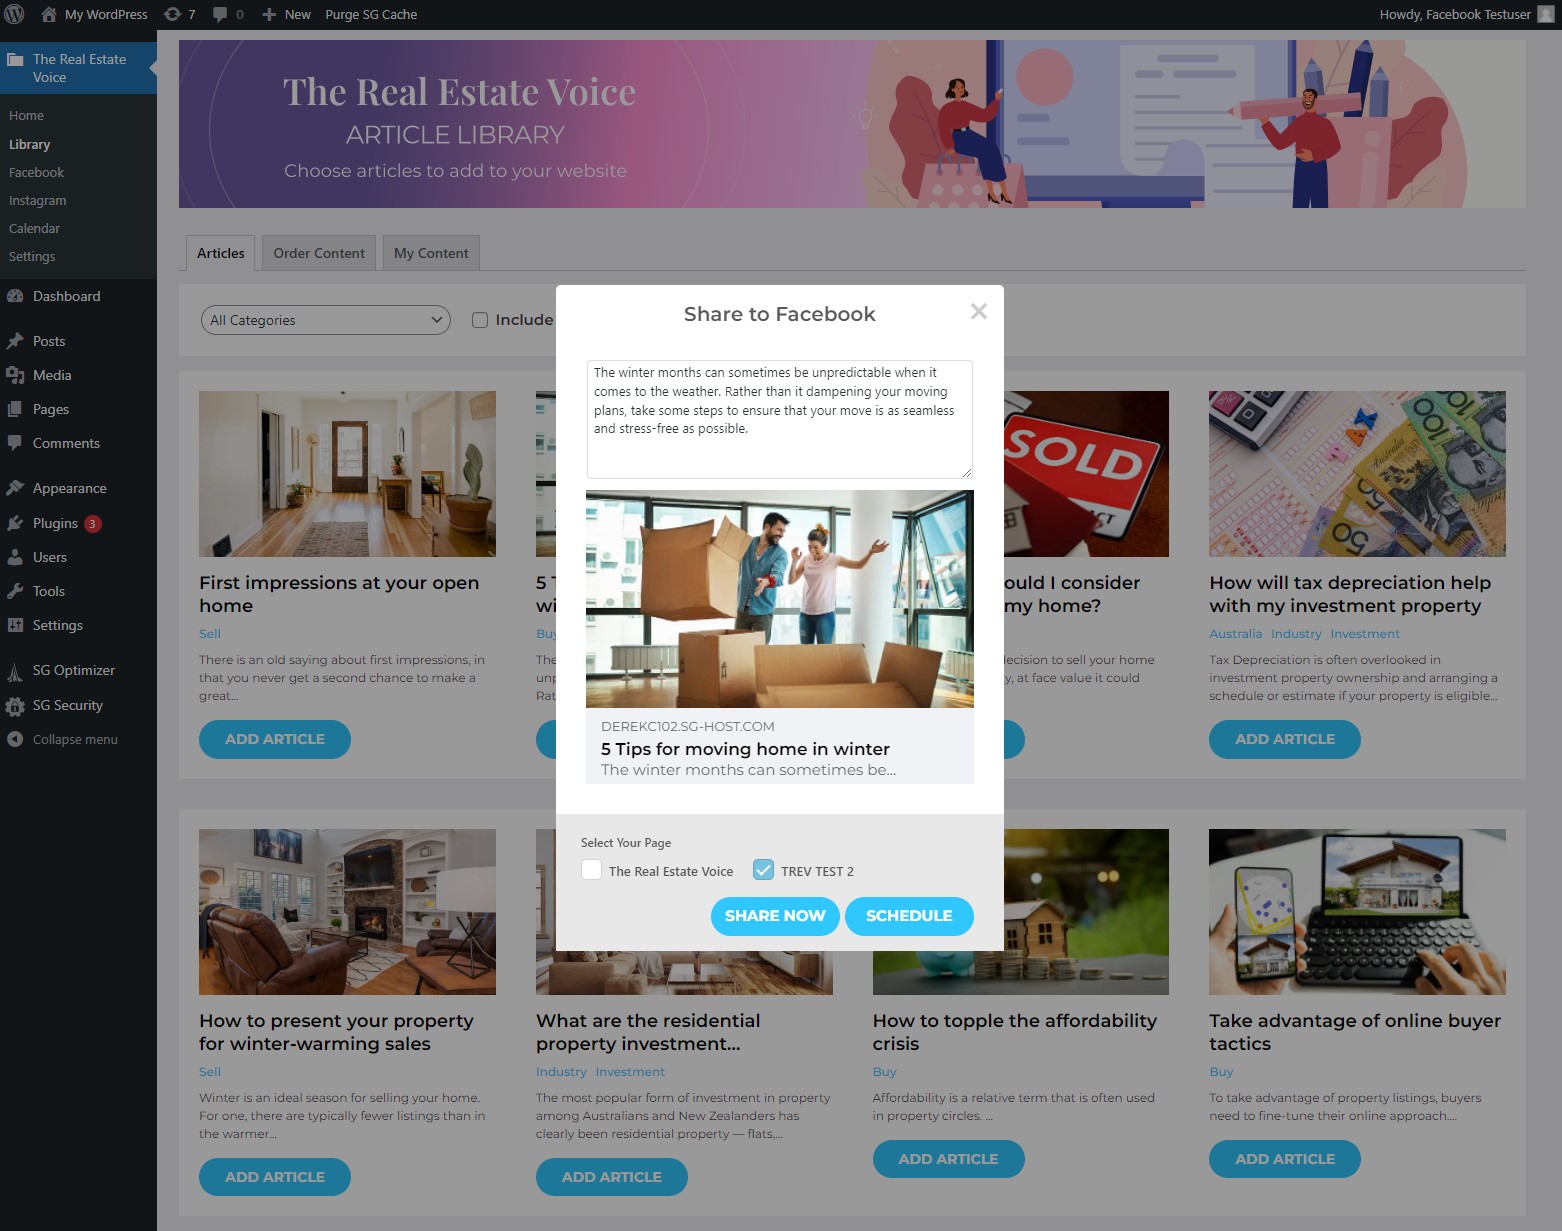 My WordPress 7 0 New Purge SG Cache Howdy, Facebook Testuser
The Real Estate
Voice
Home
Library
Facebook
Instagram
Calendar
Settings
Dashboard
Posts
Media
Pages
Comments
Appearance
Plugins 3
Users
Tools
Settings
SG Optimizer
SG Security
Collapse menu
The Real Estate Voice
ARTICLE LIBRARY
Choose articles to add to your website
Articles Order Content My Content
All Categories Include
Share to Facebook
The winter months can sometimes be unpredictable when it
comes to the weather. Rather than it dampening your moving
plans, take some steps to ensure that your move is as seamless
and stress-free as possible.
DEREKC102.SG-HOST.COM
5 Tips for moving home in winter
The winter months can sometimes be...
Select Your Page
The Real Estate Voice TREV TEST 2
SHARE NOW SCHEDULE
First impressions at your open
home
Sell
There is an old saying about first impressions, in
that you never get a second chance to make a
great...
ADD ARTICLE
5
Buy
SOLD
ould I consider
my home?
decision to sell your home
, at face value it could
How will tax depreciation help
with my investment property
Australia Industry Investment
Tax Depreciation is often overlooked in
investment property ownership and arranging a
schedule or estimate if your property is eligible...
ADD ARTICLE
How to present your property
for winter-warming sales
Sell
Winter is an ideal season for selling your home.
For one, there are typically fewer listings than in
the warmer...
ADD ARTICLE
What are the residential
property investment...
Industry Investment
The most popular form of investment in property
among Australians and New Zealanders has
clearly been residential property — flats,...
ADD ARTICLE
How to topple the affordability
crisis
Buy
Affordability is a relative term that is often used
in property circles. ...
ADD ARTICLE
Take advantage of online buyer
tactics
Buy
To take advantage of property listings, buyers
need to fine-tune their online approach....
ADD ARTICLE